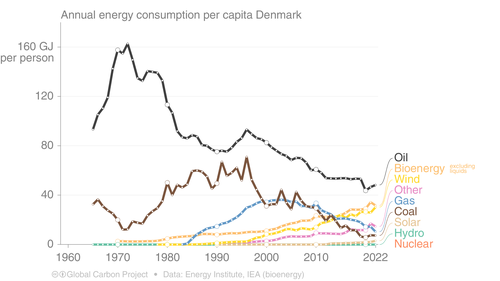 Annual energy consumption per capita Denmark
160 GJ
per person
120
80
40
0
1960 1970 1980 1990 2000 2010 2022
Oil
Bioenergy excluding liquids
Wind
Other
Gas
Coal
Solar
Hydro
Nuclear
Global Carbon Project • Data: Energy Institute, IEA (bioenergy)